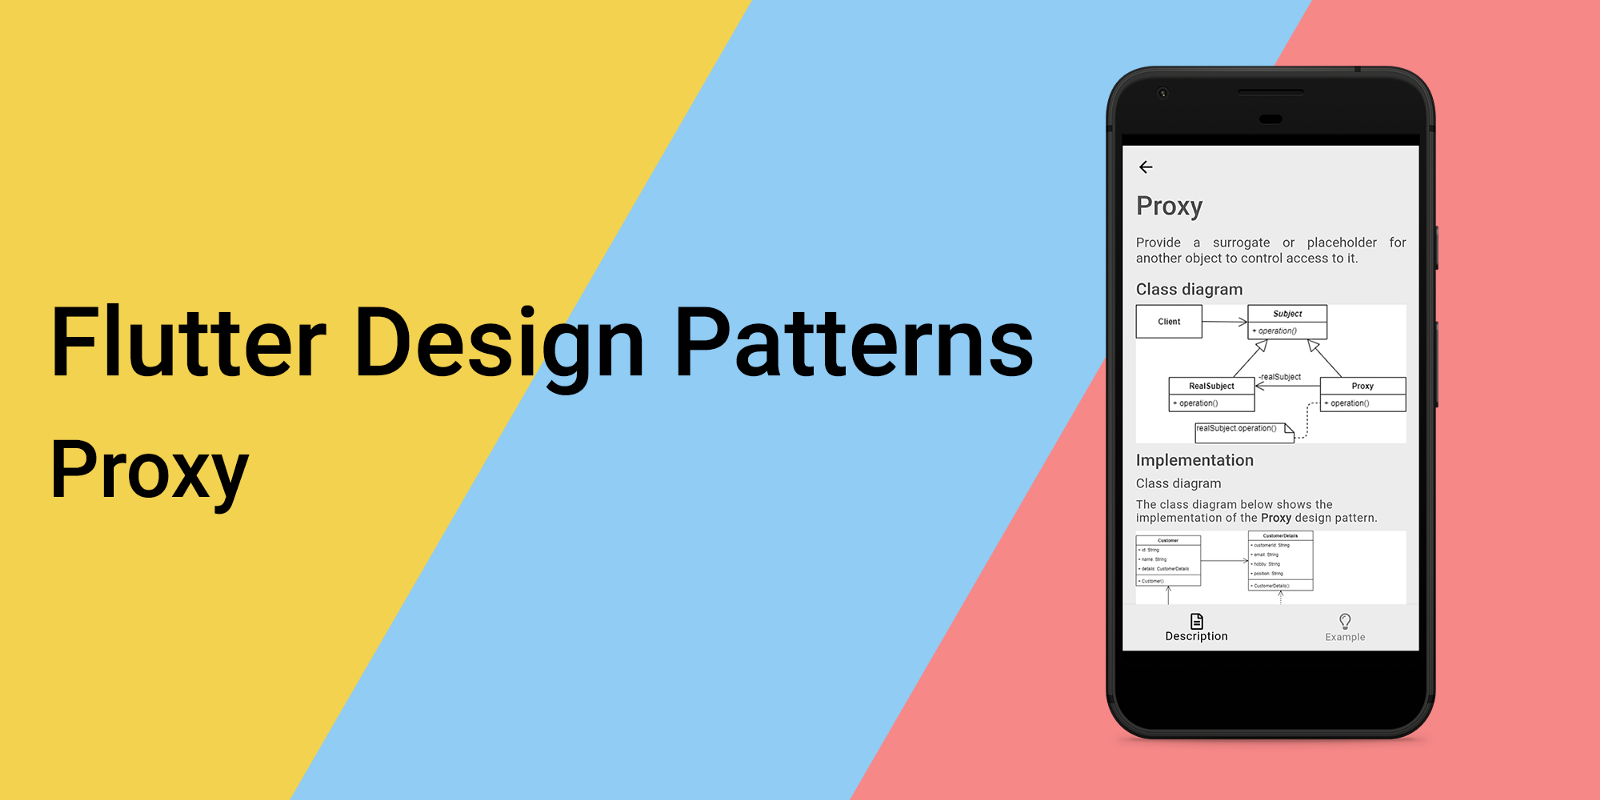 Flutter Design Patterns
Proxy
Proxy
Provide a surrogate or placeholder for
another object to control access to it.
Class diagram
Client
Subject
+ operation()
-realSubject
RealSubject
+ operation()
Proxy
+ operation()
realSubject.operation()
Implementation
Class diagram
The class diagram below shows the
implementation of the Proxy design pattern.
Customer
+ id: String
+ name: String
+ details: CustomerDetails
+ Customer()
CustomerDetails
+ customerId: String
+ email: String
+ hobby: String
+ position: String
+ CustomerDetails()
Description
Example